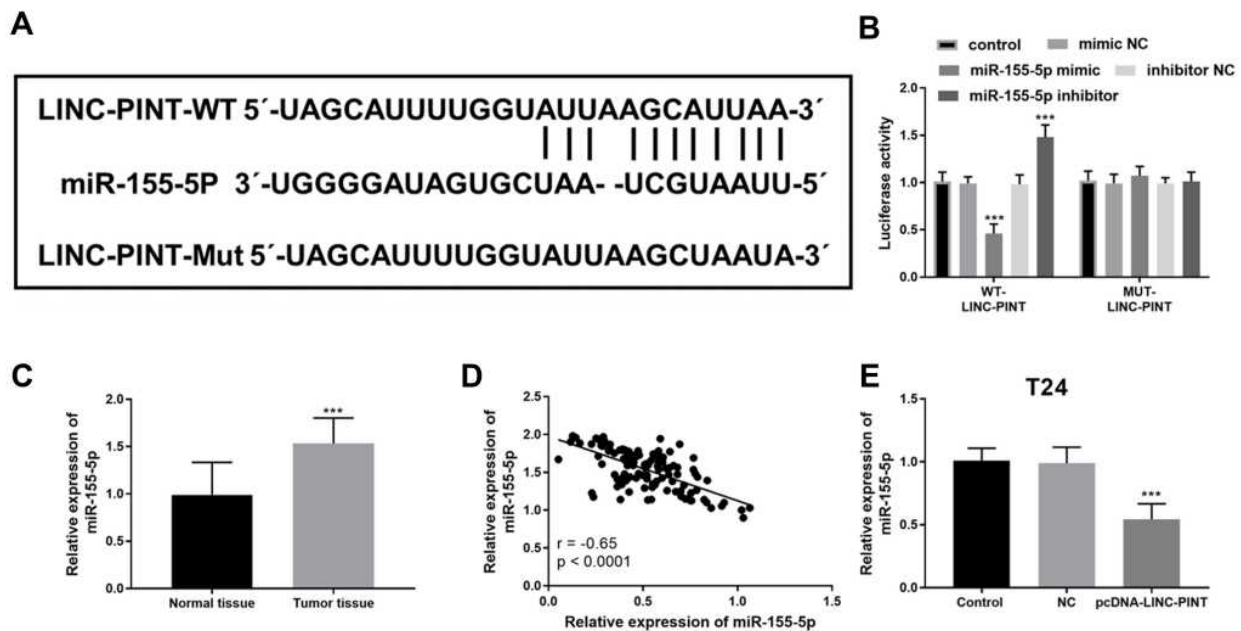 A
LINC-PINT-WT 5´-UAGCAUUUUGGUAUUAAGCAUUAA-3´
miR-155-5P 3´-UGGGGAUAGUGCUAA- -UCGUAAUU-5´
LINC-PINT-Mut 5´-UAGCAUUUUGGUAUUAAGCUAAUA-3´
B
control mimic NC
miR-155-5p mimic inhibitor NC
miR-155-5p inhibitor
Luciferase activity
2.0
1.5
1.0
0.5
0.0
***
***
WT-
LINC-PINT
MUT-
LINC-PINT
C
Relative expression of
miR-155-5p
2.0
1.5
1.0
0.5
0.0
***
Normal tissue Tumor tissue
D
Relative expression of
miR-155-5p
2.5
2.0
1.5
1.0
0.5
0.0
r = -0.65
p < 0.0001
0.0 0.5 1.0 1.5
Relative expression of miR-155-5p
E
T24
Relative expression of
miR-155-5p
1.5
1.0
0.5
0.0
***
Control NC pcDNA-LINC-PINT